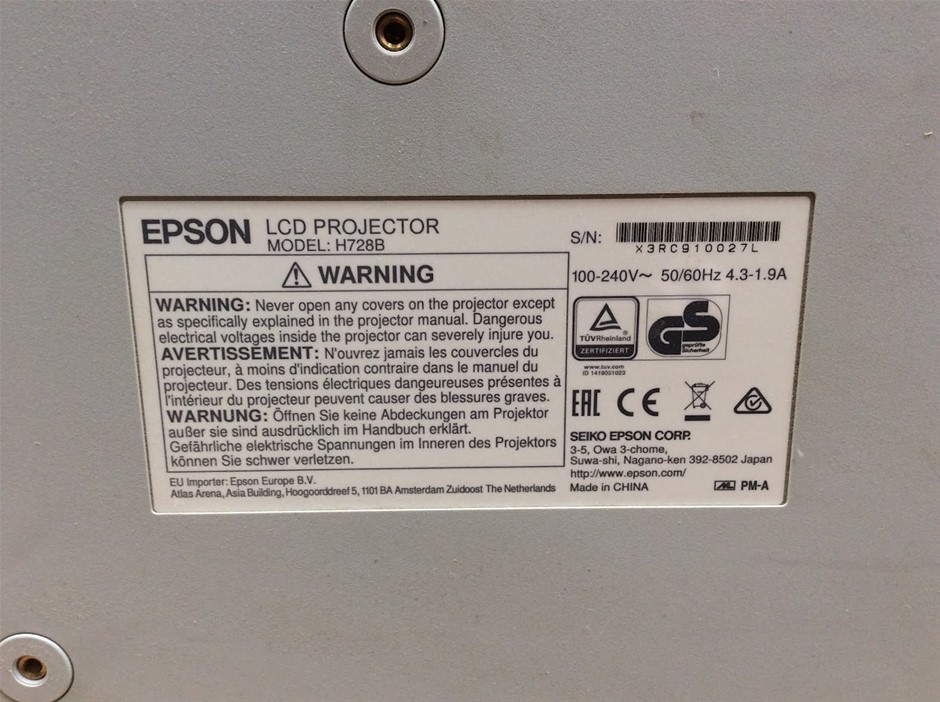 EPSON LCD PROJECTOR
MODEL: H728B
WARNING
WARNING: Never open any covers on the projector except
as specifically explained in the projector manual. Dangerous
electrical voltages inside the projector can severely injure you.
AVERTISSEMENT: N'ouvrez jamais les couvercles du
projecteur, à moins d'indication contraire dans le manuel du
projecteur. Des tensions électriques dangeureuses présentes à
l'intérieur du projecteur peuvent causer des blessures graves.
WARNUNG: Öffnen Sie keine Abdeckungen am Projektor
außer sie sind ausdrücklich im Handbuch erklärt.
Gefährliche elektrische Spannungen im Inneren des Projektors
können Sie schwer verletzen.
EU Importer: Epson Europe B.V.
Atlas Arena, Asia Building, Hoogoorddreef 5, 1101 BA Amsterdam Zuidoost The Netherlands
S/N:
X3RC910027L
100-240V~ 50/60Hz 4.3-1.9A
TÜVRheinland
ZERTIFIZIERT
www.tuv.com
ID 1419051023
GS
geprüfte
Sicherheit
EAC CE
SEIKO EPSON CORP.
3-5, Owa 3-chome,
Suwa-shi, Nagano-ken 392-8502 Japan
http://www.epson.com/
Made in CHINA
PM-A